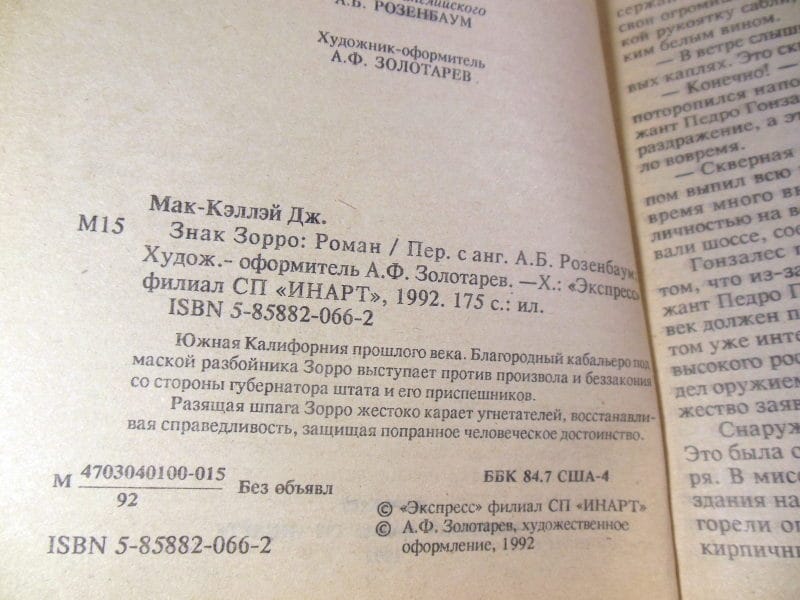 английского
А.Б. РОЗЕНБАУМ
Художник-оформитель
А.Ф. ЗОЛОТАРЕВ
Мак-Кэллэй Дж.
М15
Знак Зорро: Роман / Пер. с анг. А.Б. Розенбаум;
Худож.- оформитель А.Ф. Золотарев. —Х.: «Экспресс»
филиал СП «ИНАРТ», 1992. 175 с.: ил.
ISBN 5-85882-066-2
Южная Калифорния прошлого века. Благородный кабальеро под
маской разбойника Зорро выступает против произвола и беззакония
со стороны губернатора штата и его приспешников.
Разящая шпага Зорро жестоко карает угнетателей, восстанавли-
вая справедливость, защищая попранное человеческое достоинство.
М 4703040100-015
92
Без объявл
ББК 84.7 США-4
© «Экспресс» филиал СП «ИНАРТ»
© А.Ф. Золотарев, художественное
оформление, 1992
ISBN 5-85882-066-2
свои огромны
кой рукоятку сабли,
ким белым вином.
— В ветре слыш
вых каплях. Это ск
— Конечно! —
поторопился напо
жант Педро Гонза
раздражение, а эт
ло вовремя.
— Скверная
пом выпил всю
время много вы
личностью на в
вали шоссе, сос
Гонзалес п
том, что из-за
жант Педро Г
век должен п
том уже инте
высокого рос
дел оружием
жество заяв
Снаруж
Это была с
ря. В мисс
здания на
горели ог
кирпичны